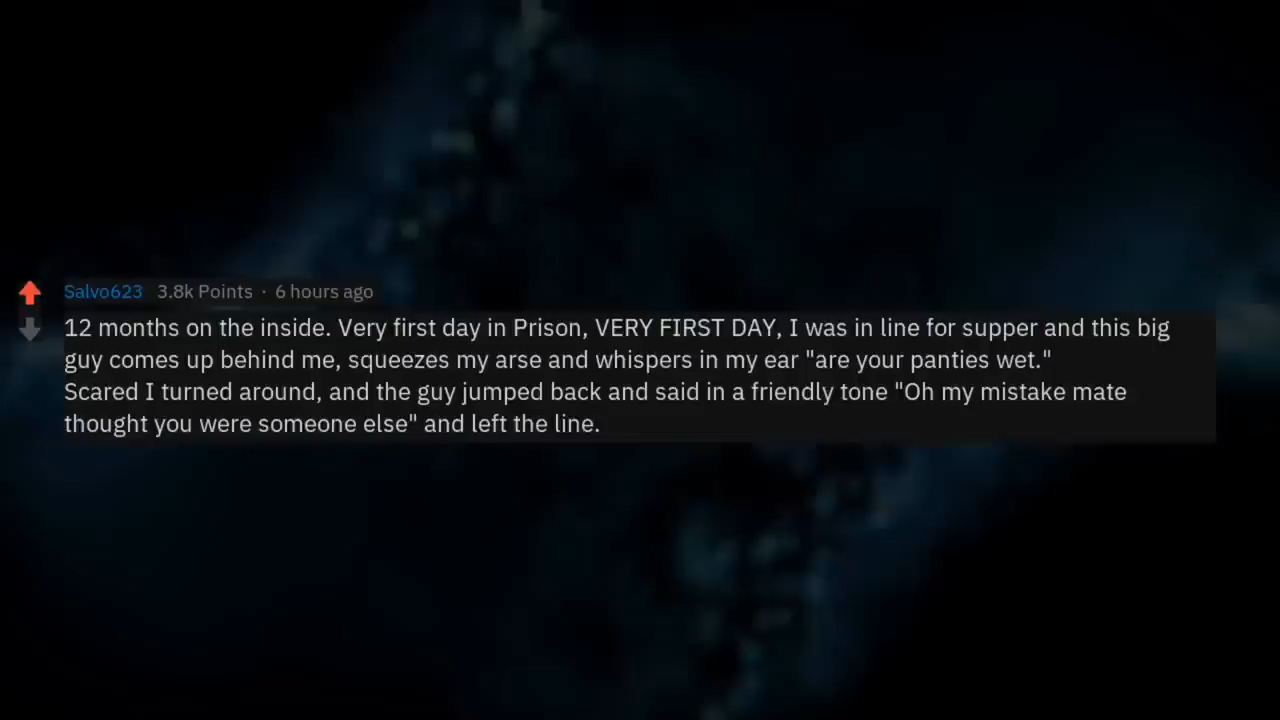 Salvo623 3.8k Points · 6 hours ago
12 months on the inside. Very first day in Prison, VERY FIRST DAY, I was in line for supper and this big
guy comes up behind me, squeezes my arse and whispers in my ear "are your panties wet."
Scared I turned around, and the guy jumped back and said in a friendly tone "Oh my mistake mate
thought you were someone else" and left the line.